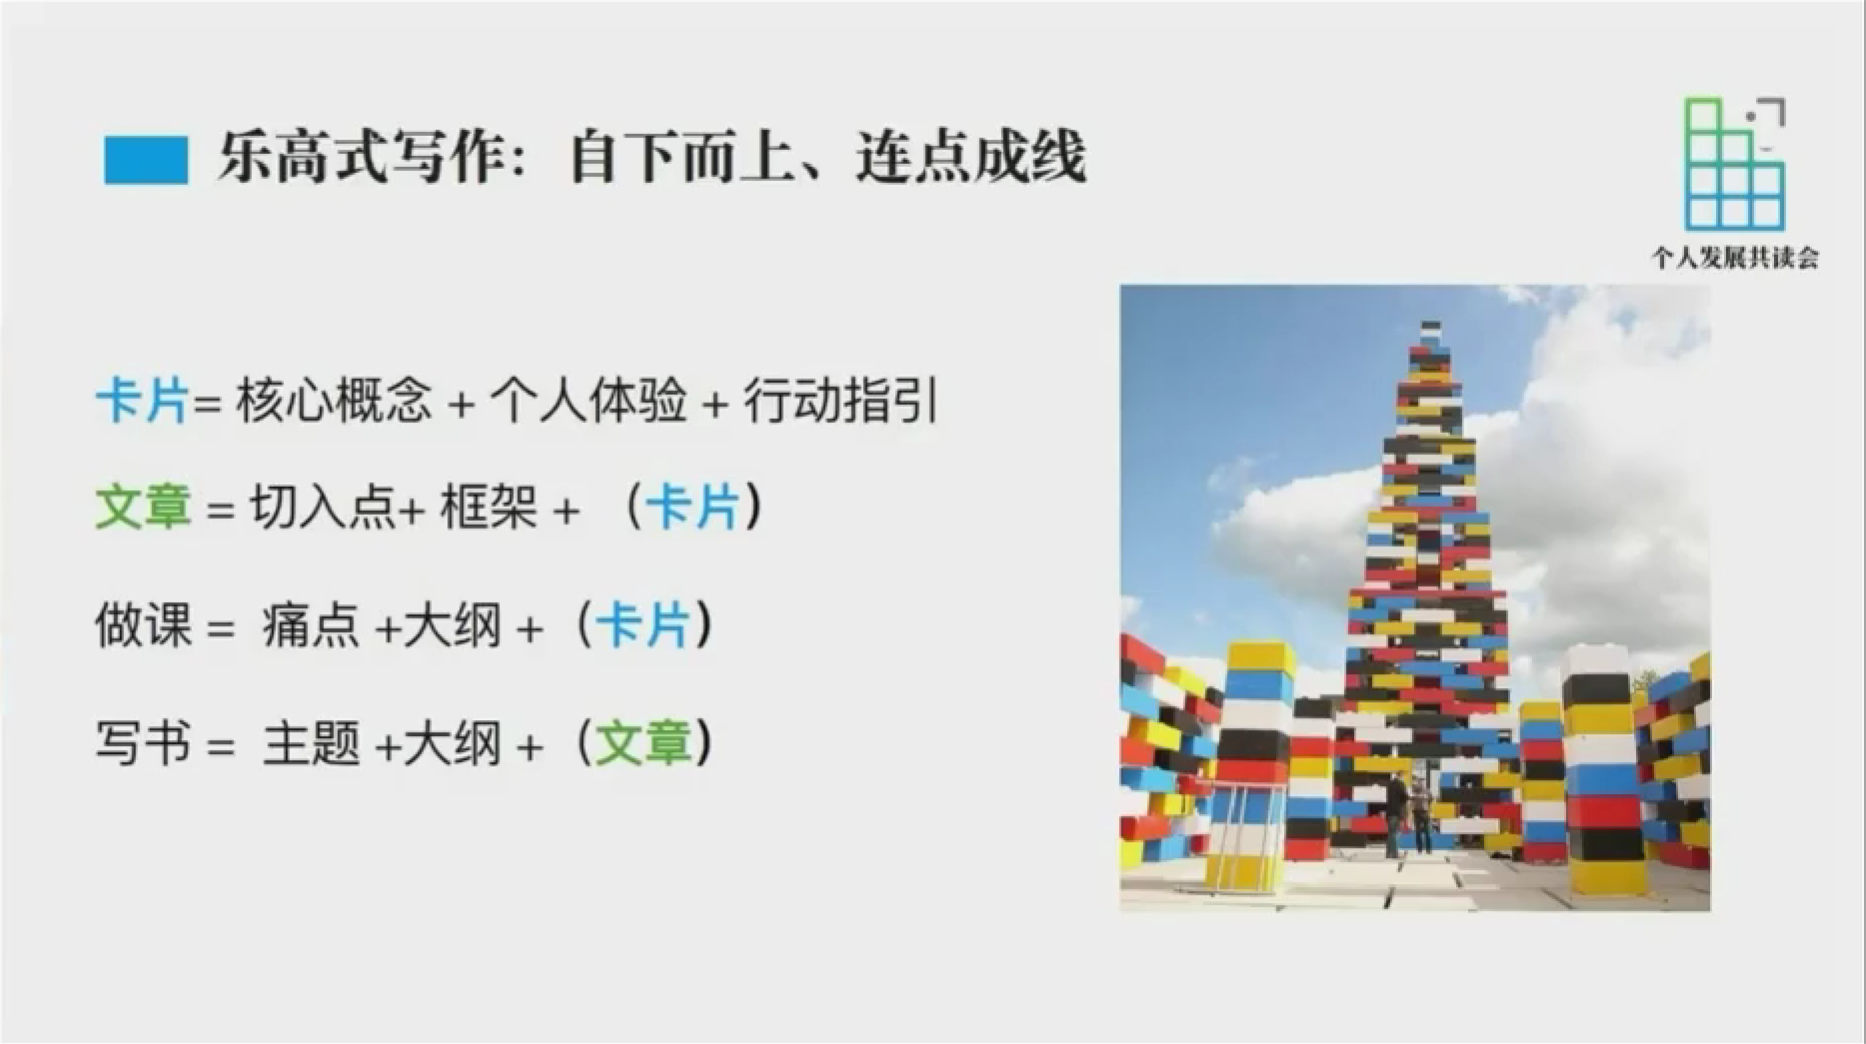 乐高式写作：自下而上、连点成线
个人发展共读会
卡片= 核心概念 + 个人体验 + 行动指引
文章 = 切入点+ 框架 + （卡片）
做课 = 痛点 +大纲 +（卡片）
写书 = 主题 +大纲 +（文章）